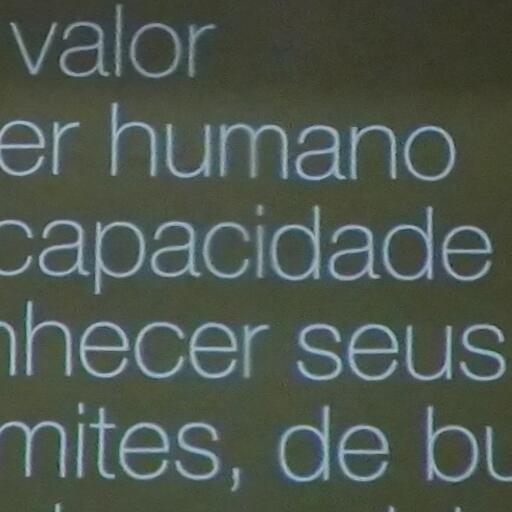 valor
er humano
capacidade
nhecer seus
mites, de bu